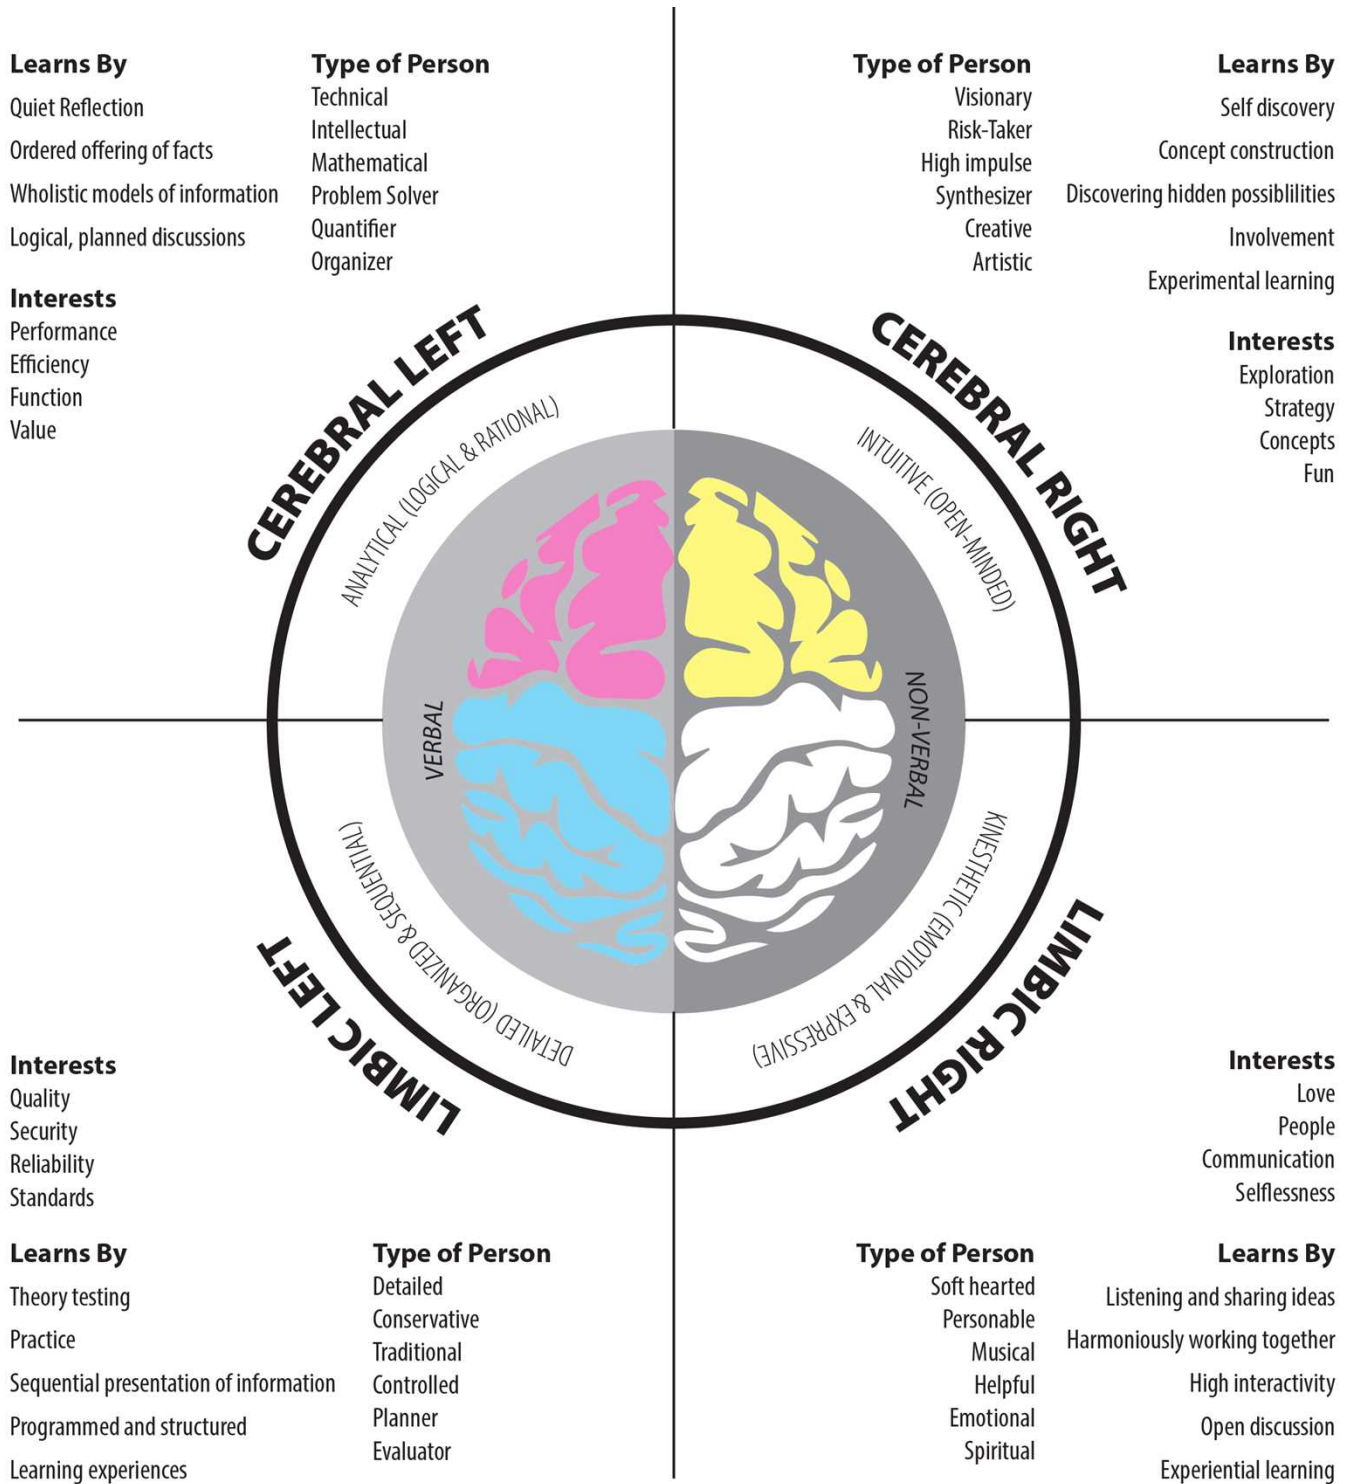 Learns By
Quiet Reflection
Ordered offering of facts
Wholistic models of information
Logical, planned discussions
Type of Person
Technical
Intellectual
Mathematical
Problem Solver
Quantifier
Organizer
Interests
Performance
Efficiency
Function
Value
Type of Person
Visionary
Risk-Taker
High impulse
Synthesizer
Creative
Artistic
Learns By
Self discovery
Concept construction
Discovering hidden possiblilities
Involvement
Experimental learning
Interests
Exploration
Strategy
Concepts
Fun
CEREBRAL LEFT
ANALYTICAL (LOGICAL & RATIONAL)
CEREBRAL RIGHT
INTUITIVE (OPEN-MINDED)
VERBAL
NON-VERBAL
DETAILED (ORGANIZED & SEQUENTIAL)
LIMBIC LEFT
KINESTHETIC (EMOTIONAL & EXPRESSIVE)
LIMBIC RIGHT
Interests
Quality
Security
Reliability
Standards
Learns By
Theory testing
Practice
Sequential presentation of information
Programmed and structured
Learning experiences
Type of Person
Detailed
Conservative
Traditional
Controlled
Planner
Evaluator
Interests
Love
People
Communication
Selflessness
Type of Person
Soft hearted
Personable
Musical
Helpful
Emotional
Spiritual
Learns By
Listening and sharing ideas
Harmoniously working together
High interactivity
Open discussion
Experiential learning